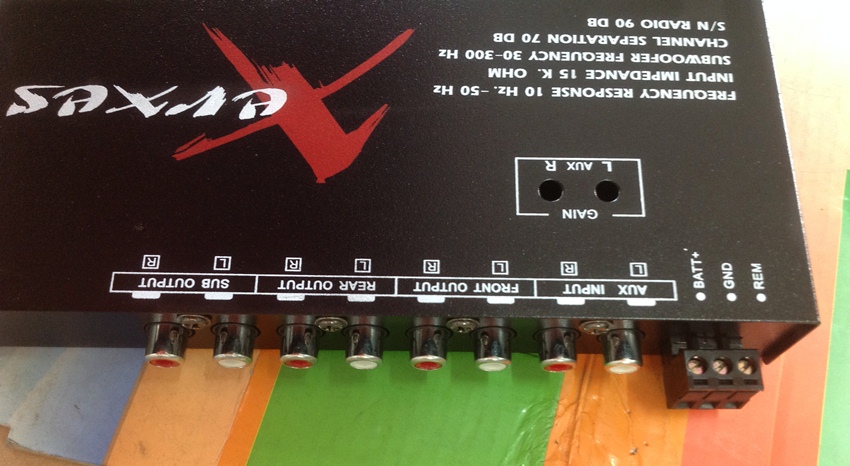 REM
GND
BATT+
AUX INPUT FRONT OUTPUT REAR OUTPUT SUB OUTPUT
L R L R L R L R
GAIN
L AUX R
FREQUENCY RESPONSE 10 Hz.-50 Hz
INPUT IMPEDANCE 15 K. OHM
SUBWOOFER FREQUENCY 30-300 Hz
CHANNEL SEPARATION 70 DB
S/N RADIO 90 DB
Xerxes